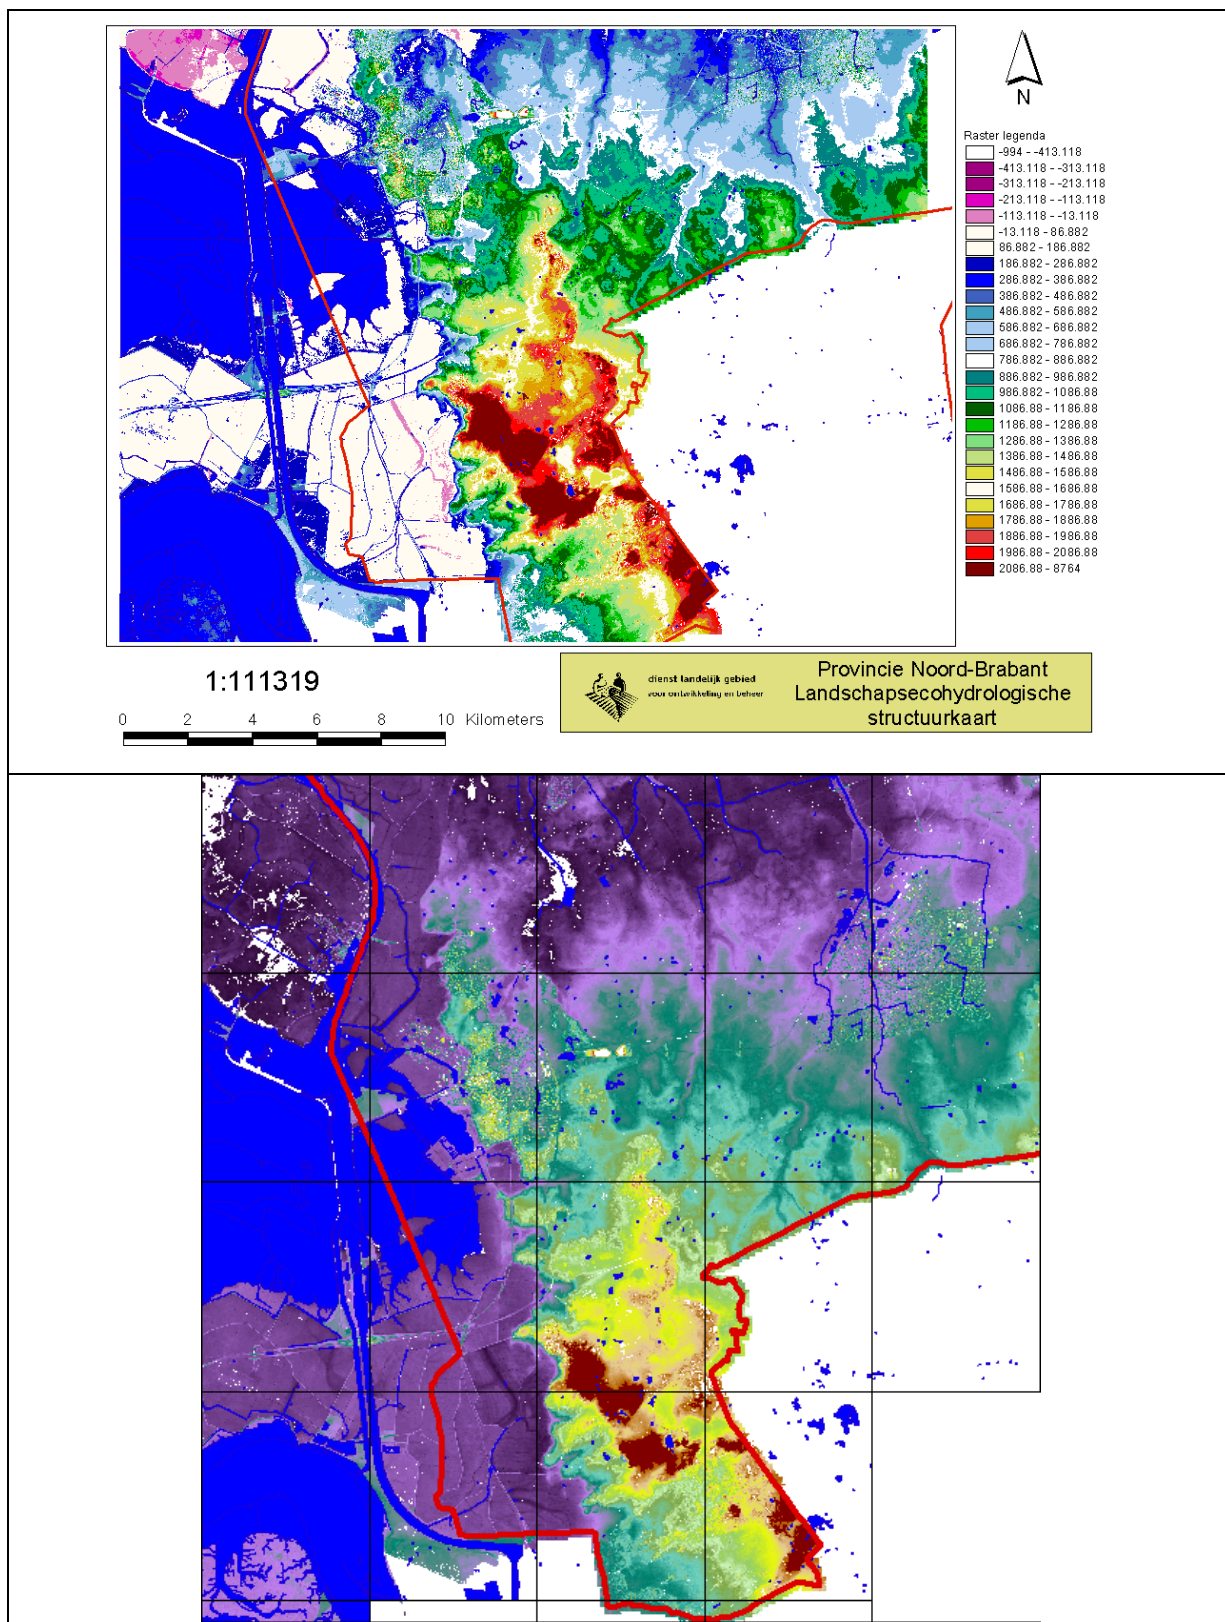 N
Raster legenda
-994 - -413.118
-413.118 - -313.118
-313.118 - -213.118
-213.118 - -113.118
-113.118 - -13.118
-13.118 - 86.882
86.882 - 186.882
186.882 - 286.882
286.882 - 386.882
386.882 - 486.882
486.882 - 586.882
586.882 - 686.882
686.882 - 786.882
786.882 - 886.882
886.882 - 986.882
986.882 - 1086.88
1086.88 - 1186.88
1186.88 - 1286.88
1286.88 - 1386.88
1386.88 - 1486.88
1486.88 - 1586.88
1586.88 - 1686.88
1686.88 - 1786.88
1786.88 - 1886.88
1886.88 - 1986.88
1986.88 - 2086.88
2086.88 - 8764
1:111319
0 2 4 6 8 10 Kilometers
dienst landelijk gebied
voor ontwikkeling en beheer
Provincie Noord-Brabant
Landschapsecohydrologische
structuurkaart